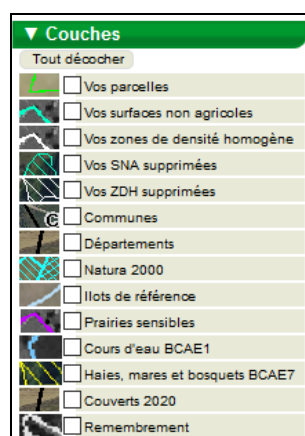 ▼ Couches
Tout décocher
Vos parcelles
Vos surfaces non agricoles
Vos zones de densité homogène
Vos SNA supprimées
Vos ZDH supprimées
C Communes
Départements
Natura 2000
Ilots de référence
Prairies sensibles
Cours d'eau BCAE1
Haies, mares et bosquets BCAE7
Couverts 2020
Remembrement